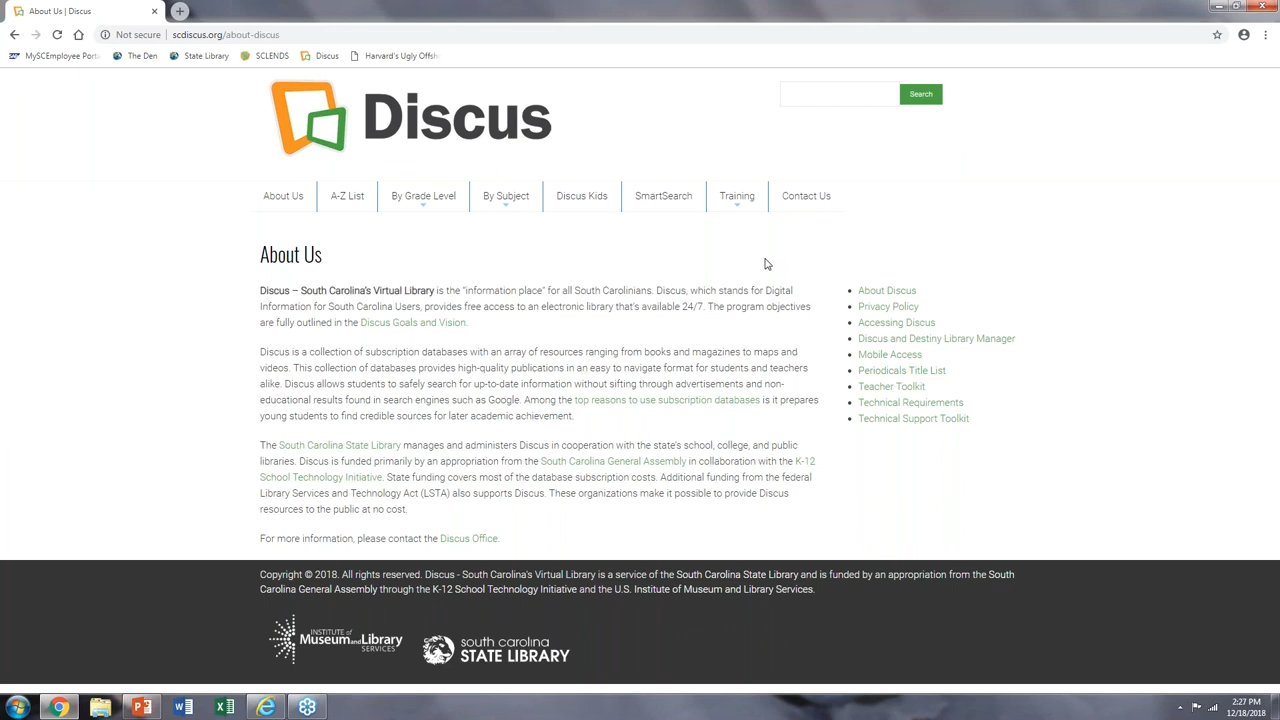 About Us | Discus
Not secure | scdiscus.org/about-discus
MySCEmployee Porta
The Den
State Library
SCLENDS
Discus
Harvard's Ugly Offsh
Discus
Search
About Us
A-Z List
By Grade Level
By Subject
Discus Kids
SmartSearch
Training
Contact Us
About Us
Discus – South Carolina's Virtual Library is the "information place" for all South Carolinians. Discus, which stands for Digital
Information for South Carolina Users, provides free access to an electronic library that's available 24/7. The program objectives
are fully outlined in the Discus Goals and Vision.
Discus is a collection of subscription databases with an array of resources ranging from books and magazines to maps and
videos. This collection of databases provides high-quality publications in an easy to navigate format for students and teachers
alike. Discus allows students to safely search for up-to-date information without sifting through advertisements and non-
educational results found in search engines such as Google. Among the top reasons to use subscription databases is it prepares
young students to find credible sources for later academic achievement.
The South Carolina State Library manages and administers Discus in cooperation with the state's school, college, and public
libraries. Discus is funded primarily by an appropriation from the South Carolina General Assembly in collaboration with the K-12
School Technology Initiative. State funding covers most of the database subscription costs. Additional funding from the federal
Library Services and Technology Act (LSTA) also supports Discus. These organizations make it possible to provide Discus
resources to the public at no cost.
For more information, please contact the Discus Office.
About Discus
Privacy Policy
Accessing Discus
Discus and Destiny Library Manager
Mobile Access
Periodicals Title List
Teacher Toolkit
Technical Requirements
Technical Support Toolkit
Copyright © 2018. All rights reserved. Discus - South Carolina's Virtual Library is a service of the South Carolina State Library and is funded by an appropriation from the South
Carolina General Assembly through the K-12 School Technology Initiative and the U.S. Institute of Museum and Library Services.
INSTITUTE of
Museum and Library
SERVICES
south carolina
STATE LIBRARY
2:27 PM
12/18/2018